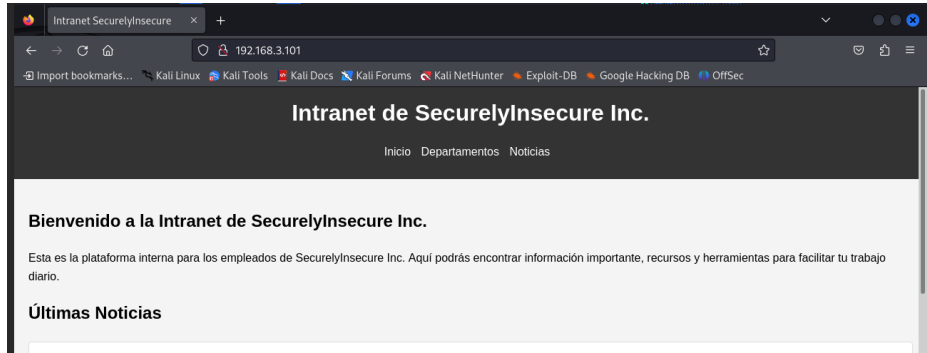 Intranet SecurelyInsecure
192.168.3.101
Import bookmarks... Kali Linux Kali Tools Kali Docs Kali Forums Kali NetHunter Exploit-DB Google Hacking DB OffSec
Intranet de SecurelyInsecure Inc.
Inicio Departamentos Noticias
Bienvenido a la Intranet de SecurelyInsecure Inc.
Esta es la plataforma interna para los empleados de SecurelyInsecure Inc. Aquí podrás encontrar información importante, recursos y herramientas para facilitar tu trabajo
diario.
Últimas Noticias